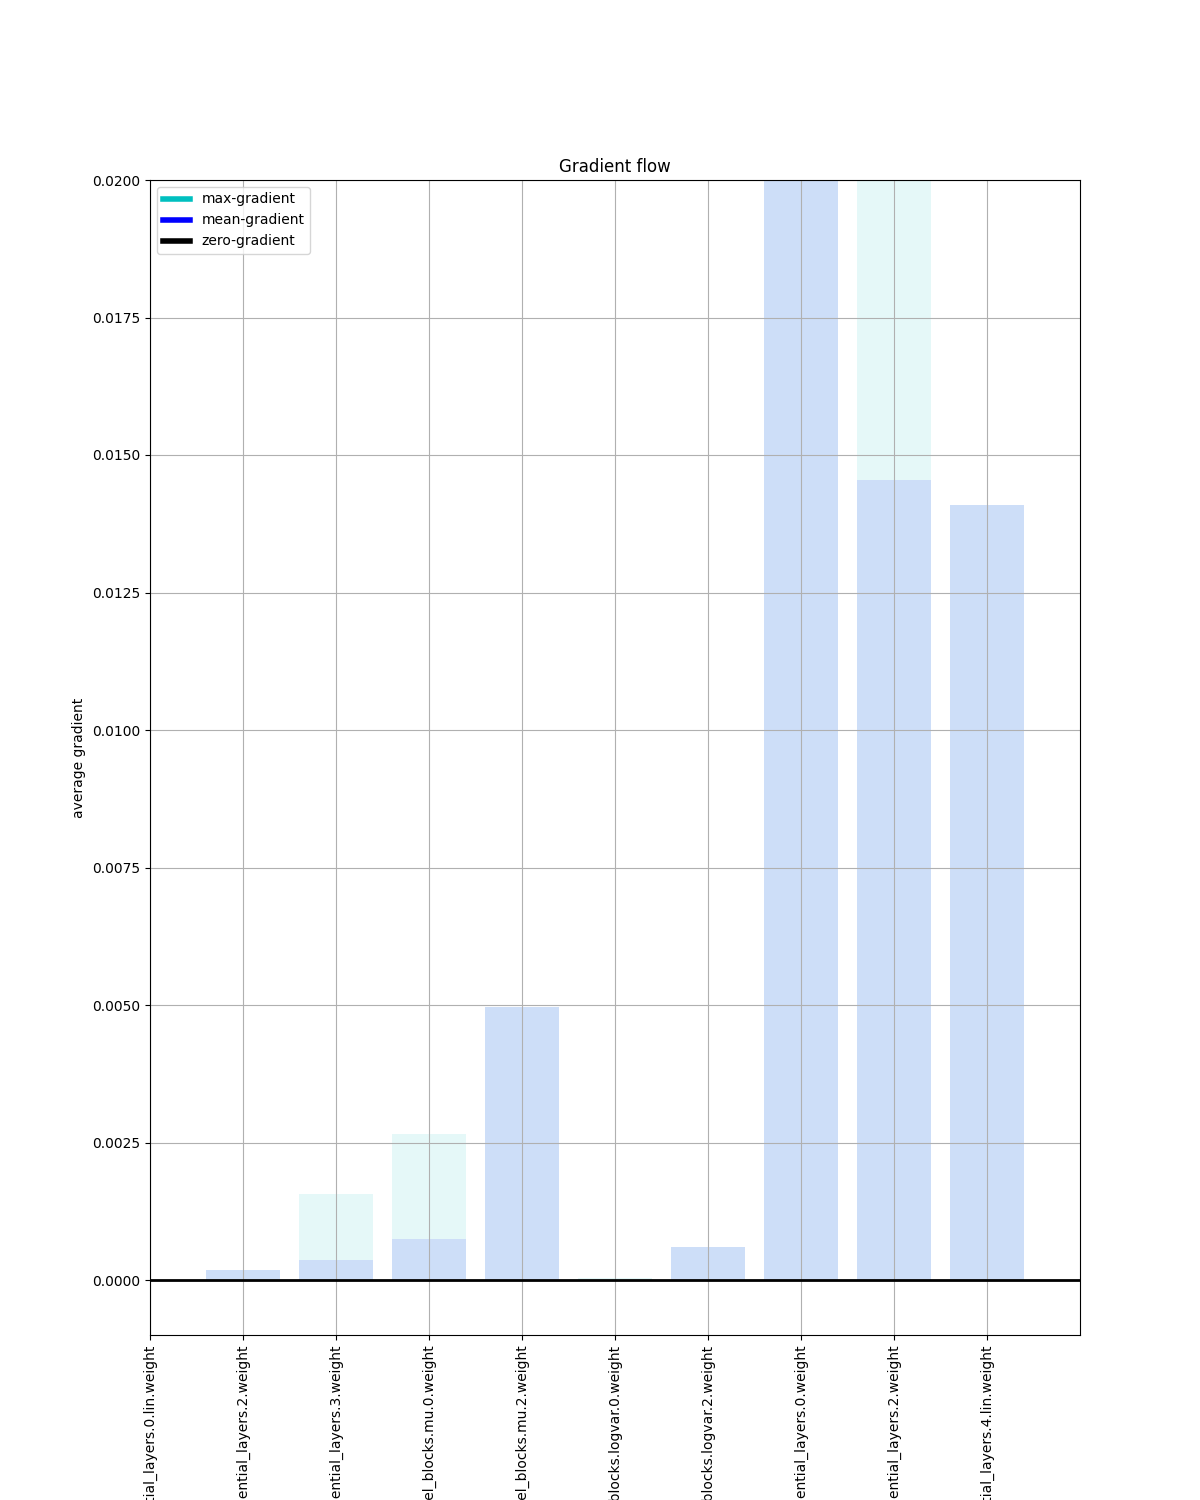 Gradient flow
max-gradient
mean-gradient
zero-gradient
0.0200
0.0175
0.0150
0.0125
0.0100
0.0075
0.0050
0.0025
0.0000
average gradient
tial_layers.0.lin.weight
ential_layers.2.weight
ential_layers.3.weight
el_blocks.mu.0.weight
el_blocks.mu.2.weight
blocks.logvar.0.weight
blocks.logvar.2.weight
ential_layers.0.weight
ential_layers.2.weight
tial_layers.4.lin.weight